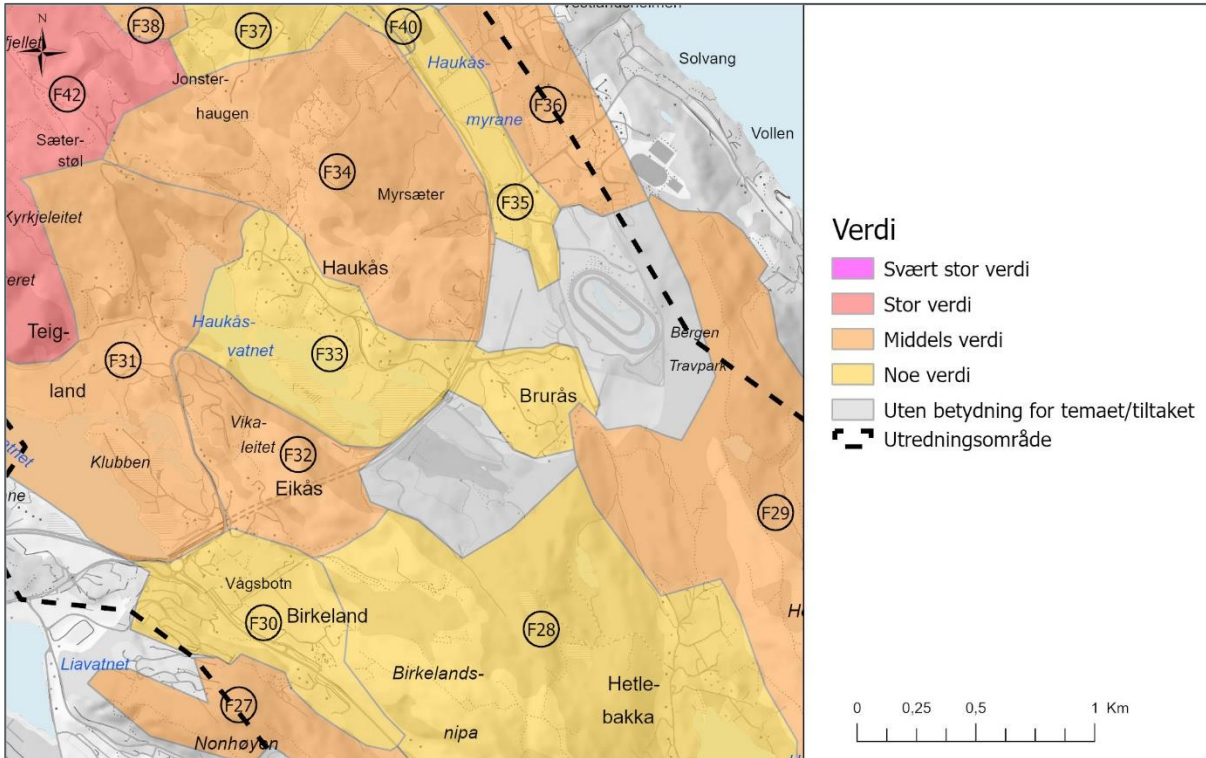 N
F38
F37
F40
Vestlandsheimen
fjellet
Haukås-
Solvang
F42
Jonster-
haugen
F36
myrane
Vollen
Sæter-
støl
F34
Myrsæter
F35
Kyrkjeleitet
Haukås
eret
Teig-
Haukås-
vatnet
Bergen
Travpark
F31
F33
land
Brurås
Vika-
leitet
F32
Klubben
Eikås
atnet
ne
F29
Vågsbotn
F30
Birkeland
F28
Liavatnet
Birkelands-
Hetle-
bakka
F27
Nonhøyen
nipa
Verdi
Svært stor verdi
Stor verdi
Middels verdi
Noe verdi
Uten betydning for temaet/tiltaket
Utredningsområde
0 0,25 0,5 1 Km